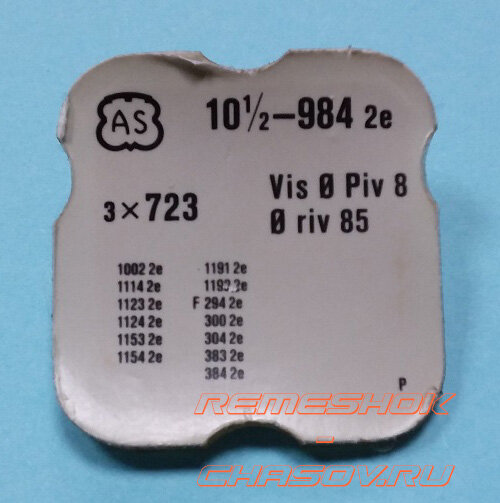 AS 10½–984 2e
3×723
Vis Ø Piv 8
Ø riv 85
1002 2e
1114 2e
1123 2e
1124 2e
1153 2e
1154 2e
1191 2e
2e
F 294 2e
300 2e
304 2e
383 2e
384 2e
P
REMESHOK
-
CHASOV.RU